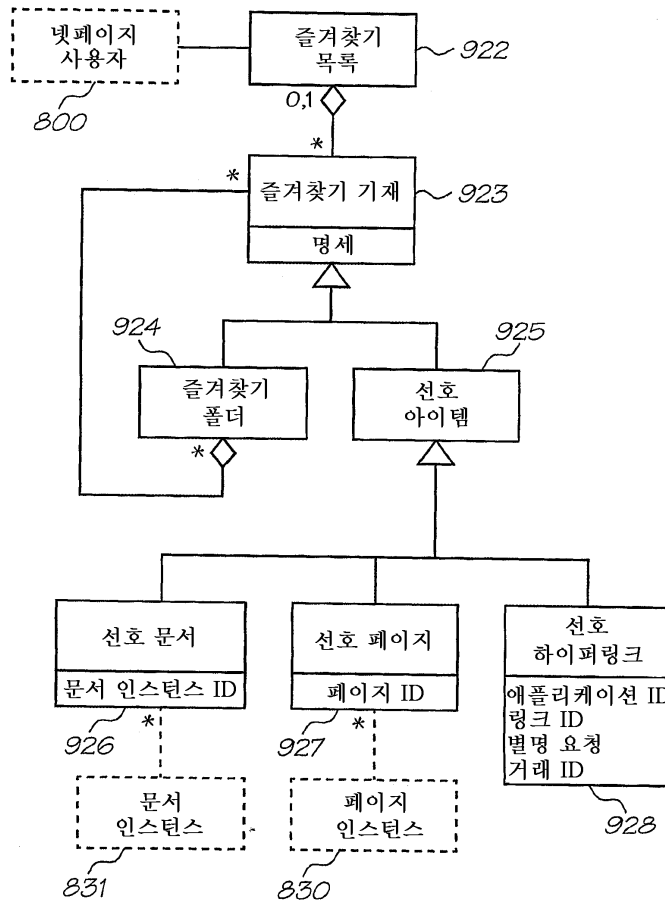 넷페이지
사용자
800
즐겨찾기
목록
922
0,1
*
*
즐겨찾기 기재
923
명세
924
925
즐겨찾기
폴더
선호
아이템
*
선호 문서
문서 인스턴스 ID
926
*
선호 페이지
페이지 ID
927
*
선호
하이퍼링크
애플리케이션 ID
링크 ID
별명 요청
거래 ID
928
문서
인스턴스
831
페이지
인스턴스
830